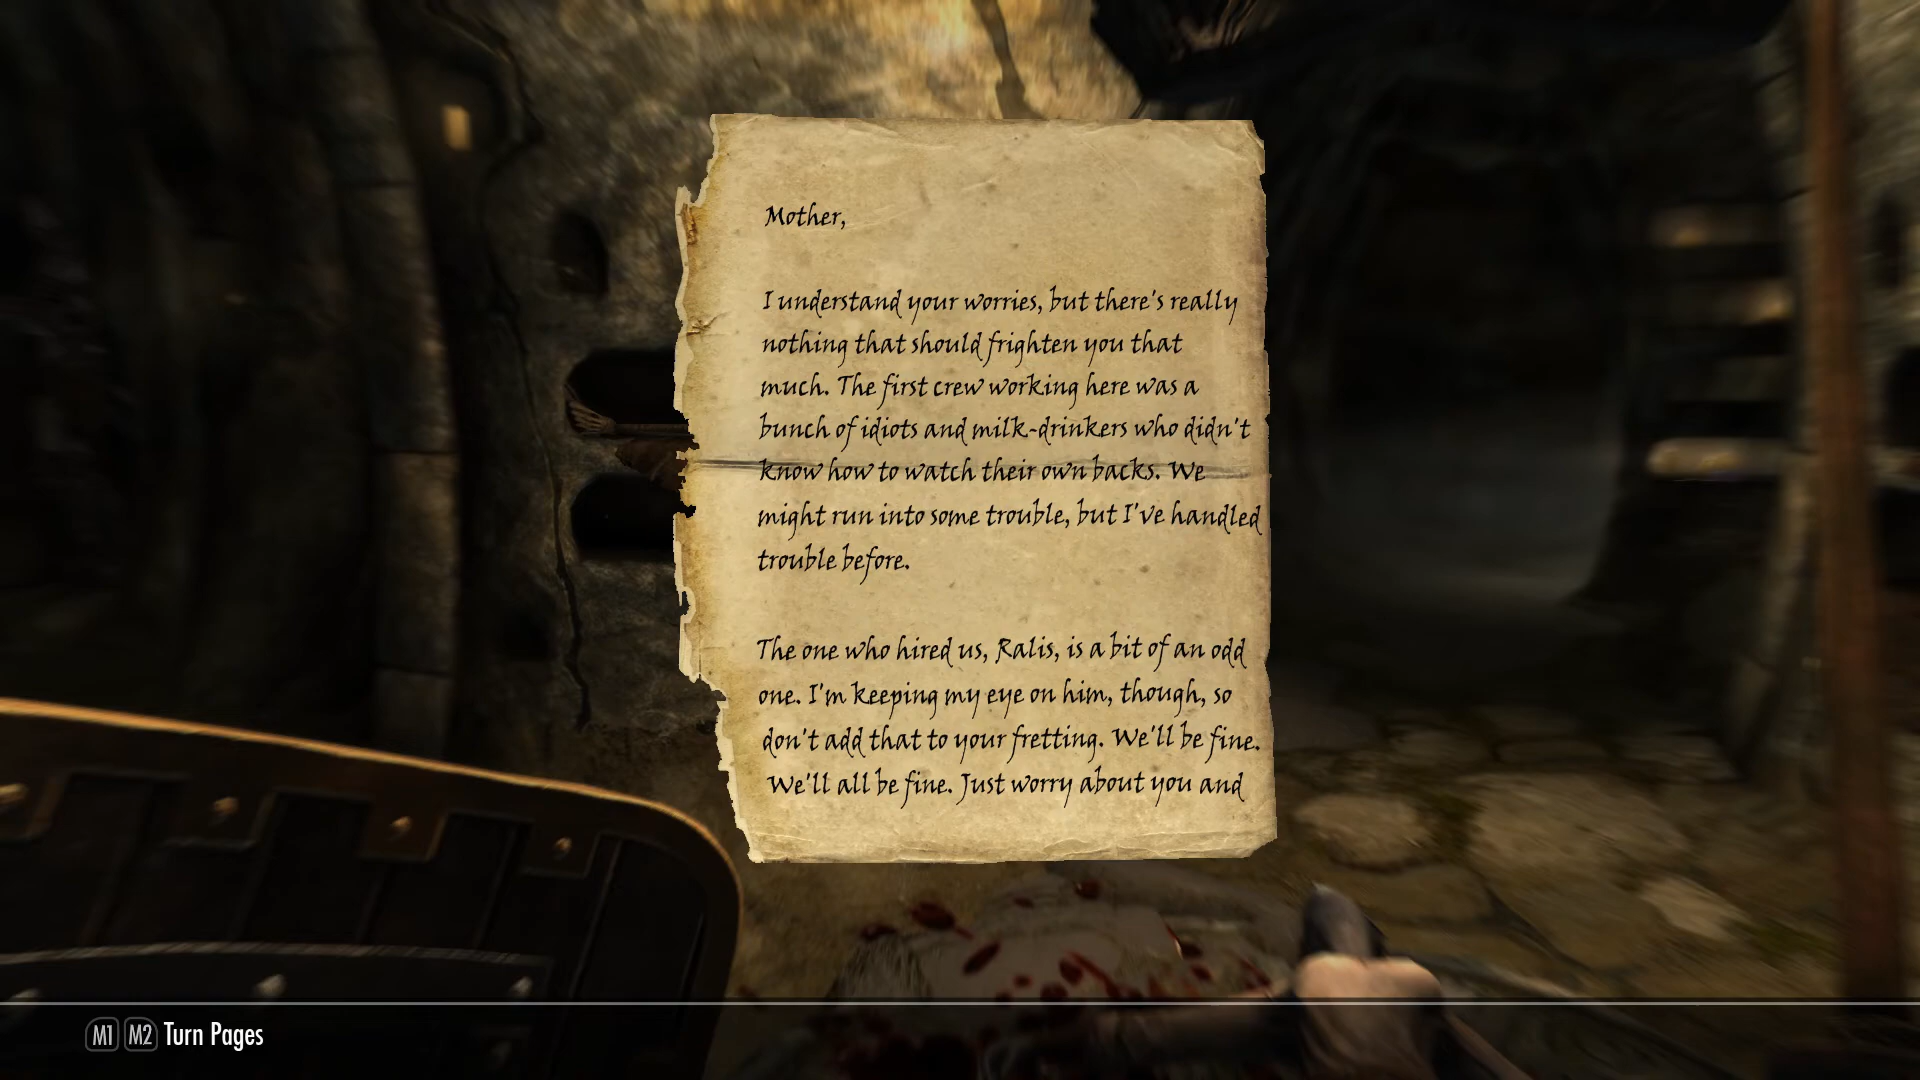 Mother,
I understand your worries, but there's really
nothing that should frighten you that
much. The first crew working here was a
bunch of idiots and milk-drinkers who didn't
know how to watch their own backs. We
might run into some trouble, but I've handled
trouble before.
The one who hired us, Ralis, is a bit of an odd
one. I'm keeping my eye on him, though, so
don't add that to your fretting. We'll be fine.
We'll all be fine. Just worry about you and
M1 M2 Turn Pages